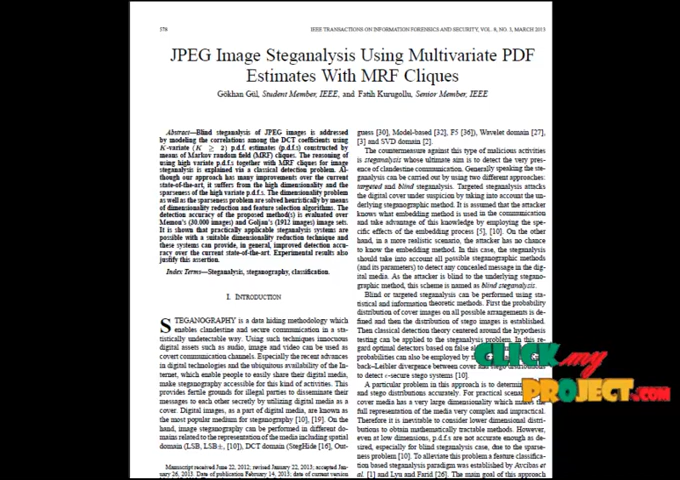 576
IEEE TRANSACTIONS ON INFORMATION FORENSICS AND SECURITY, VOL. 8, NO. 3, MARCH 2013
JPEG Image Steganalysis Using Multivariate PDF
Estimates With MRF Cliques
Gökhan Gül, Student Member, IEEE, and Fatih Kurugollu, Senior Member, IEEE
Abstract—Blind steganalysis of JPEG images is addressed
by modeling the correlations among the DCT coefficients using
K-variate (K ≥ 2) p.d.f. estimates (p.d.f.s) constructed by
means of Markov random field (MRF) cliques. The reasoning of
using high variate p.d.f.s together with MRF cliques for image
steganalysis is explained via a classical detection problem. Al-
though our approach has many improvements over the current
state-of-the-art, it suffers from the high dimensionality and the
sparseness of the high variate p.d.f.s. The dimensionality problem
as well as the sparseness problem are solved heuristically by means
of dimensionality reduction and feature selection algorithms. The
detection accuracy of the proposed method(s) is evaluated over
Memon's (30.000 images) and Goljan's (1912 images) image sets.
It is shown that practically applicable steganalysis systems are
possible with a suitable dimensionality reduction technique and
these systems can provide, in general, improved detection accu-
racy over the current state-of-the-art. Experimental results also
justify this assertion.
Index Terms—Steganalysis, steganography, classification.
I. INTRODUCTION
STEGANOGRAPHY is a data hiding methodology which
enables clandestine and secure communication in a sta-
tistically undetectable way. Using such techniques innocuous
digital assets such as audio, image and video can be used as
covert communication channels. Especially the recent advances
in digital technologies and the ubiquitous availability of the In-
ternet, which enable people to easily share their digital media,
make steganography accessible for this kind of activities. This
provides fertile grounds for illegal parties to disseminate their
messages to each other secretly by utilizing digital media as a
cover. Digital images, as a part of digital media, are known as
the most popular medium for steganography [10], [19]. On the
hand, image steganography can be performed in different do-
mains related to the representation of the media including spatial
domain (LSB, LSB±, [10]), DCT domain (StegHide [16], Out-
Manuscript received June 22, 2012; revised January 22, 2013; accepted Jan-
uary 26, 2013. Date of publication February 14, 2013; date of current version
guess [30], Model-based [32], F5 [36]), Wavelet domain [27],
[3] and SVD domain [2].
The countermeasure against this type of malicious activities
is steganalysis whose ultimate aim is to detect the very pres-
ence of clandestine communication. Generally speaking the ste-
ganalysis can be carried out by using two different approaches:
targeted and blind steganalysis. Targeted steganalysis attacks
the digital cover under suspicion by taking into account the un-
derlying steganographic method. It is assumed that the attacker
knows what embedding method is used in the communication
and take advantage of this knowledge by employing the spe-
cific effects of the embedding process [5], [10]. On the other
hand, in a more realistic scenario, the attacker has no chance
to know the embedding method. In this case, the steganalysis
should take into account all possible steganographic methods
(and its parameters) to detect any concealed message in the dig-
ital media. As the attacker is blind to the underlying steganog-
raphic method, this scheme is named as blind steganalysis.
Blind or targeted steganalysis can be performed using sta-
tistical and information theoretic methods. First the probability
distribution of cover images on all possible arrangements is de-
fined and then the distribution of stego images is established.
Then classical detection theory centered around the hypothesis
testing can be applied to the steganalysis problem. In this re-
gard optimal detectors based on false al
probabilities can also be employed by th
back–Leibler divergence between cover
to detect ε-secure stego systems [10].
A particular problem in this approach is to determin
and stego distributions accurately. For practical scenar
cover media has a very large dimensionality which makes the
full representation of the media very complex and impractical.
Therefore it is inevitable to consider lower dimensional distri-
butions to obtain mathematically tractable methods. However,
even at low dimensions, p.d.f.s are not accurate enough as de-
sired, especially for blind steganalysis case, due to the sparse-
ness problem [10]. To alleviate this problem a feature classifica-
tion based steganalysis paradigm was established by Avcibas et
al. [1] and Lyu and Farid [26]. The main goal of this approach
CLICK my
PROJECT.COM